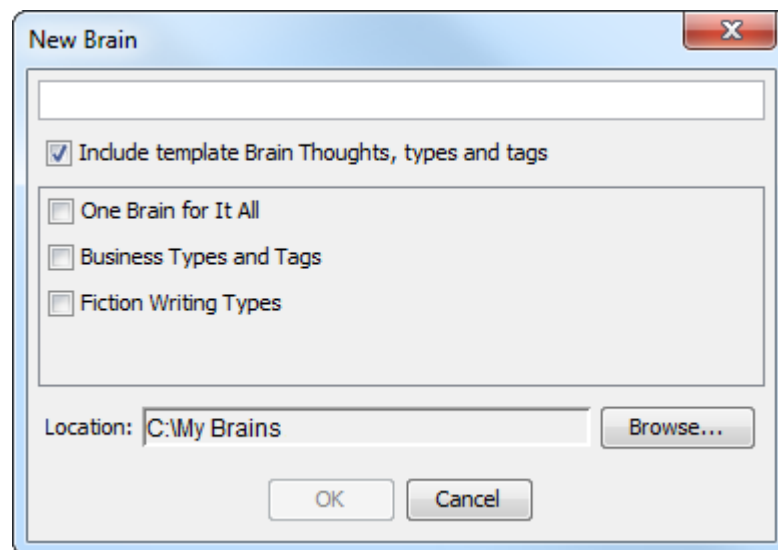 New Brain
Include template Brain Thoughts, types and tags
One Brain for It All
Business Types and Tags
Fiction Writing Types
Location: C:\My Brains Browse...
OK Cancel